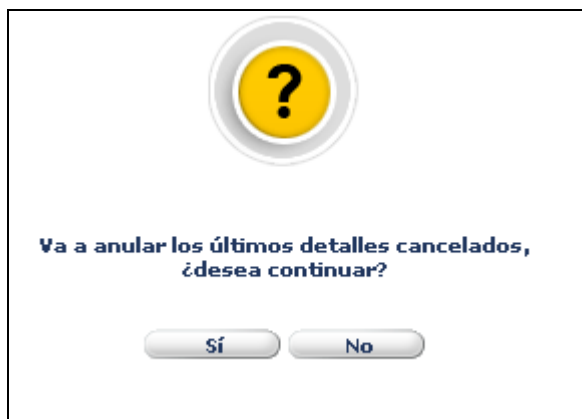 ?
Va a anular los últimos detalles cancelados,
¿desea continuar?
Sí No